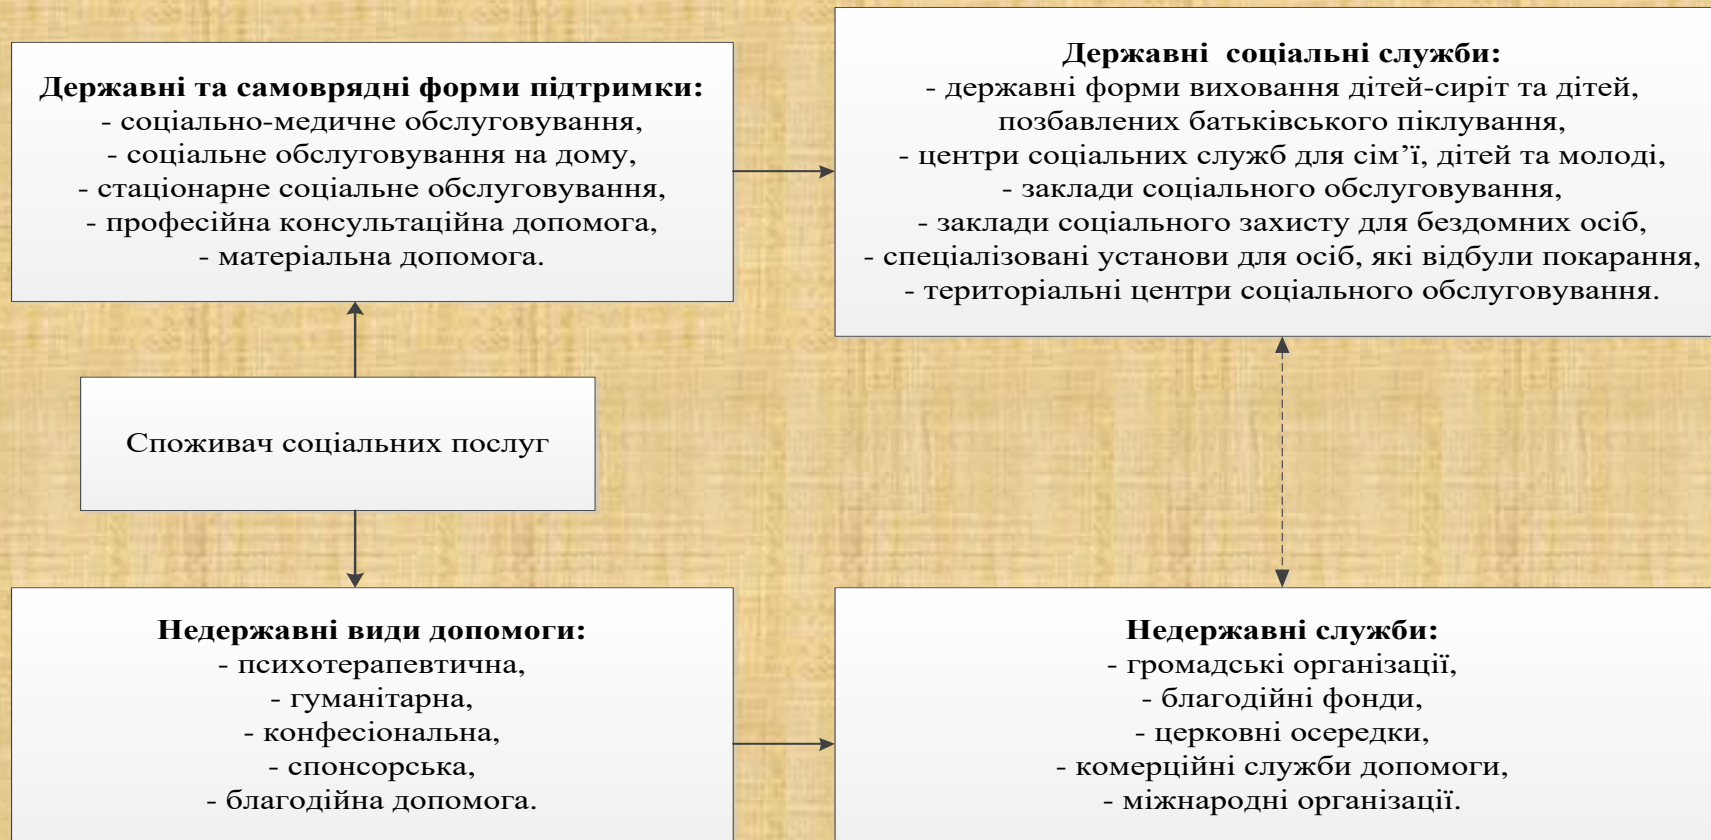 Державні та самоврядні форми підтримки:
- соціально-медичне обслуговування,
- соціальне обслуговування на дому,
- стаціонарне соціальне обслуговування,
- професійна консультаційна допомога,
- матеріальна допомога.
Державні соціальні служби:
- державні форми виховання дітей-сиріт та дітей,
позбавлених батьківського піклування,
- центри соціальних служб для сім’ї, дітей та молоді,
- заклади соціального обслуговування,
- заклади соціального захисту для бездомних осіб,
- спеціалізовані установи для осіб, які відбули покарання,
- територіальні центри соціального обслуговування.
Споживач соціальних послуг
Недержавні види допомоги:
- психотерапевтична,
- гуманітарна,
- конфесіональна,
- спонсорська,
- благодійна допомога.
Недержавні служби:
- громадські організації,
- благодійні фонди,
- церковні осередки,
- комерційні служби допомоги,
- міжнародні організації.